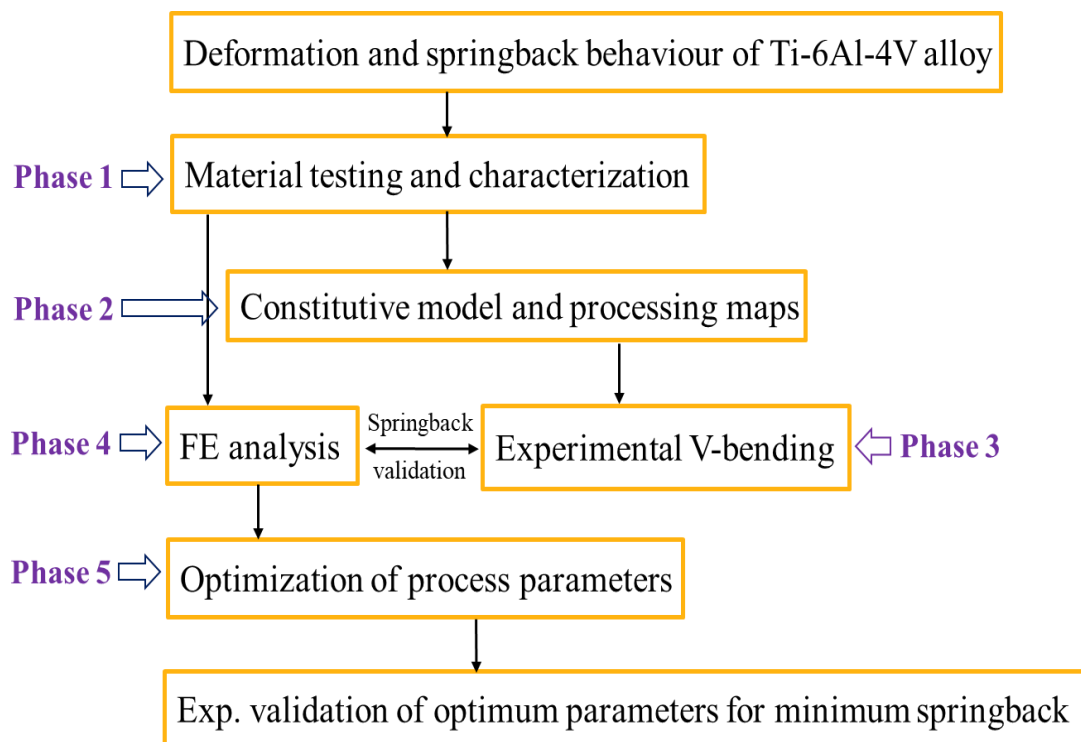 Deformation and springback behaviour of Ti-6Al-4V alloy
Phase 1
Material testing and characterization
Phase 2
Constitutive model and processing maps
Phase 4
FE analysis
Springback
validation
Experimental V-bending
Phase 3
Phase 5
Optimization of process parameters
Exp. validation of optimum parameters for minimum springback